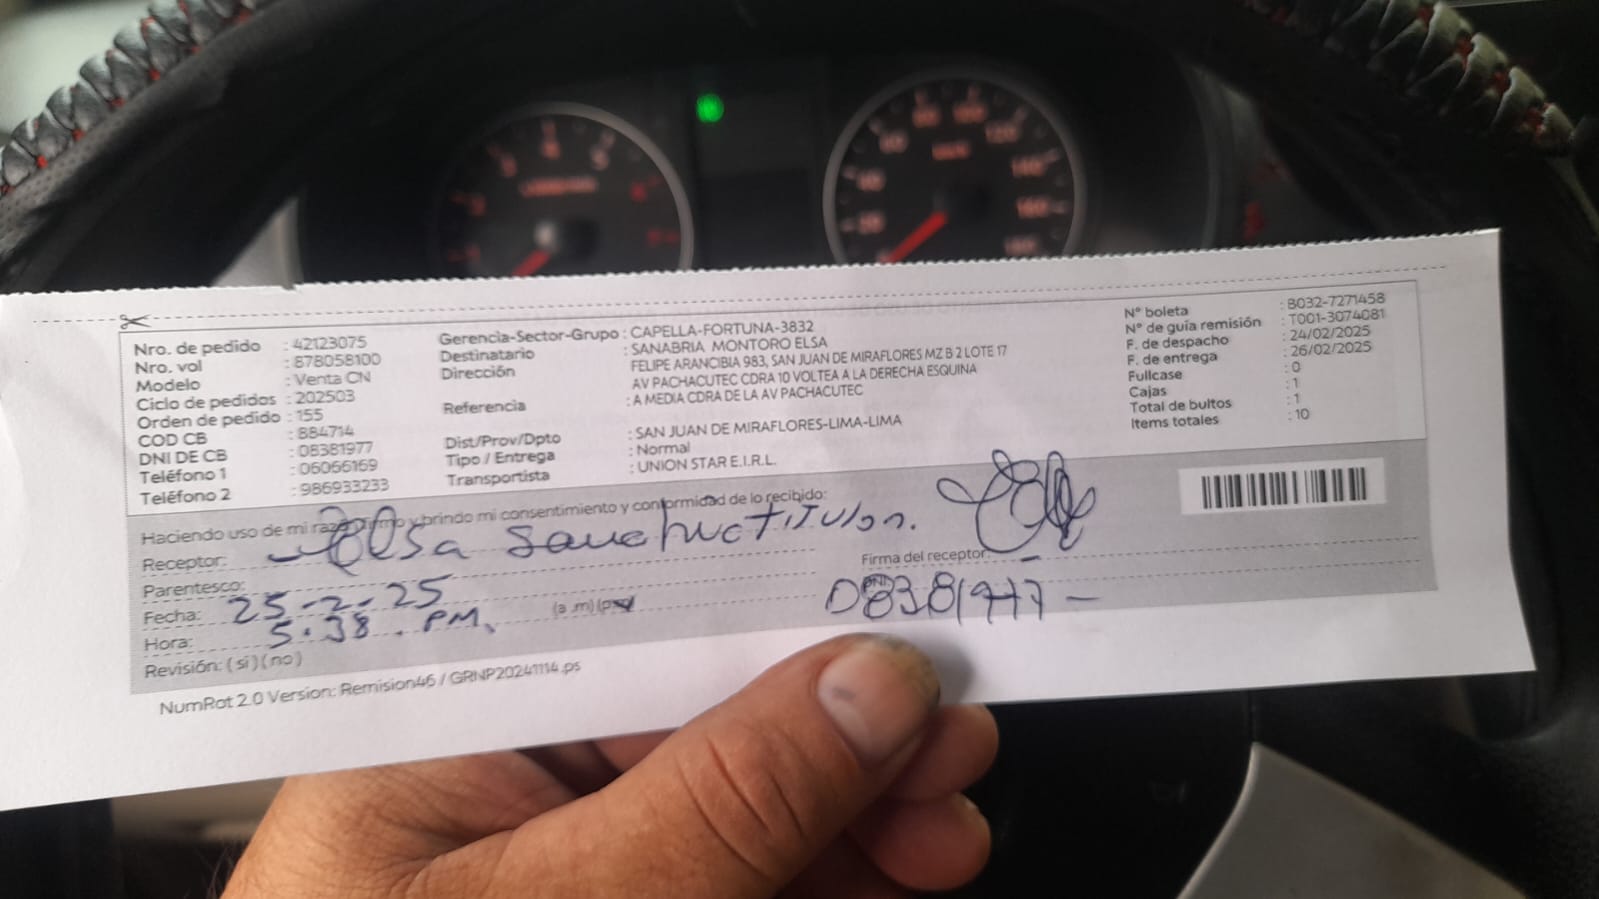 Nro. de pedido : 42123075
Nro. vol : 878058100
Modelo : Venta CN
Ciclo de pedidos : 202503
Orden de pedido : 155
COD CB : 884714
DNI DE CB : 08381977
Teléfono 1 : 06066169
Teléfono 2 : 986933233
Gerencia-Sector-Grupo : CAPELLA-FORTUNA-3832
Destinatario : SANABRIA MONTORO ELSA
Dirección FELIPE ARANCIBIA 983, SAN JUAN DE MIRAFLORES MZ B 2 LOTE 17
AV PACHACUTEC CDRA 10 VOLTEA A LA DERECHA ESQUINA
Referencia : A MEDIA CDRA DE LA AV PACHACUTEC
Dist/Prov/Dpto : SAN JUAN DE MIRAFLORES-LIMA-LIMA
Tipo / Entrega : Normal
Transportista : UNION STAR E.I.R.L.
N° boleta : B032-7271458
N° de guía remisión : T001-3074081
F. de despacho : 24/02/2025
F. de entrega : 26/02/2025
Fullcase : 0
Cajas : 1
Total de bultos : 1
Items totales : 10
Haciendo uso de mi razón firmo y brindo mi consentimiento y conformidad de lo recibido:
Receptor: Elsa
Firma del receptor:
Parentesco: titular.
DNI: 08381977
Fecha: 25-2-25
Hora: 5:38 . PM. (a .m) (p.m)
Revisión: ( si ) ( no )
NumRot 2.0 Version: Remision46 / GRNP20241114.ps